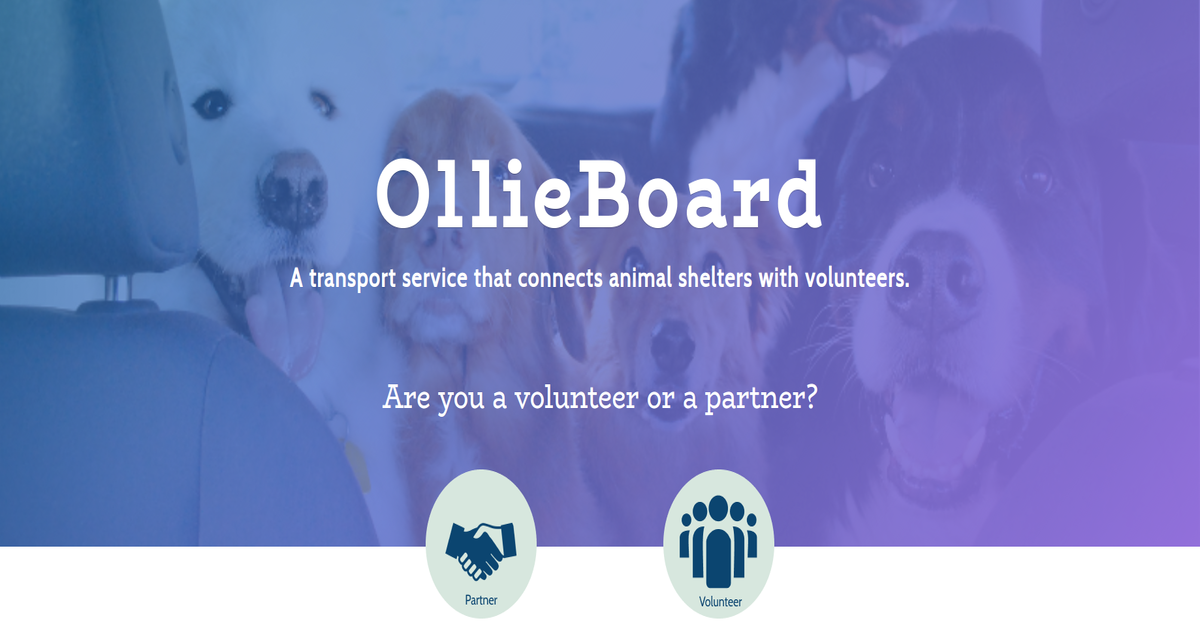 OllieBoard
A transport service that connects animal shelters with volunteers.
Are you a volunteer or a partner?
Partner
Volunteer